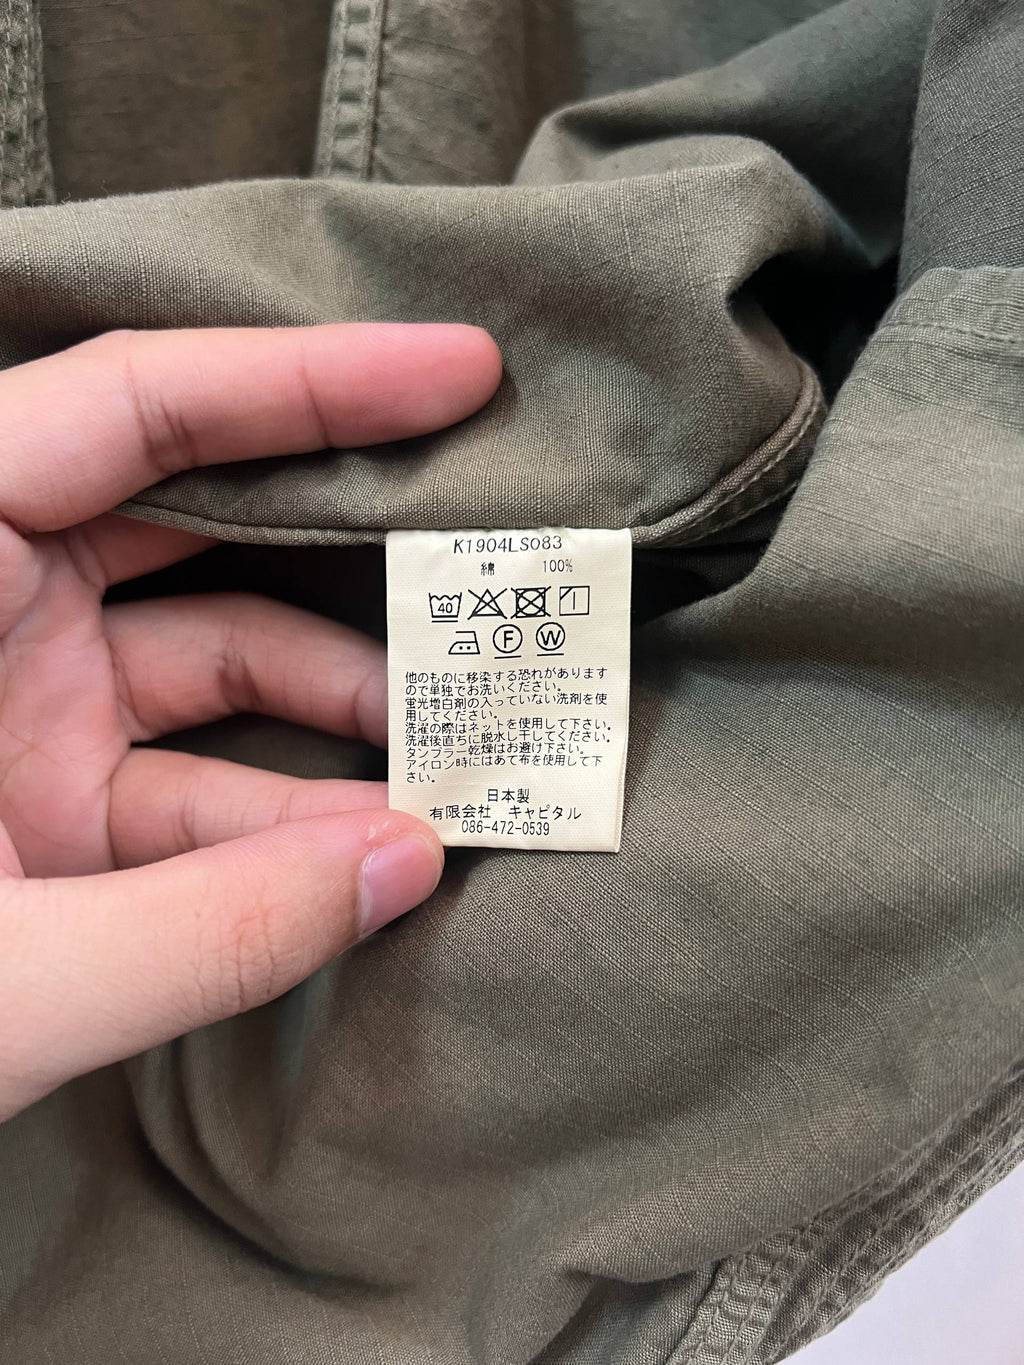 K1904LS083
綿 100%
40
F W
他のものに移染する恐れがあります
ので単独でお洗いください。
蛍光増白剤の入っていない洗剤を使
用してください。
洗濯の際はネットを使用して下さい。
洗濯後直ちに脱水し干してください。
タンブラー乾燥はお避け下さい。
アイロン時にはあて布を使用して下
さい。
日本製
有限会社 キャピタル
086-472-0539